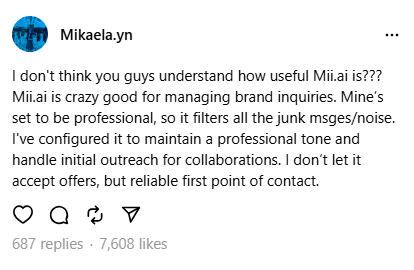 Mikaela.yn
I don't think you guys understand how useful Mii.ai is???
Mii.ai is crazy good for managing brand inquiries. Mine's
set to be professional, so it filters all the junk msges/noise.
I've configured it to maintain a professional tone and
handle initial outreach for collaborations. I don't let it
accept offers, but reliable first point of contact.
687 replies · 7,608 likes